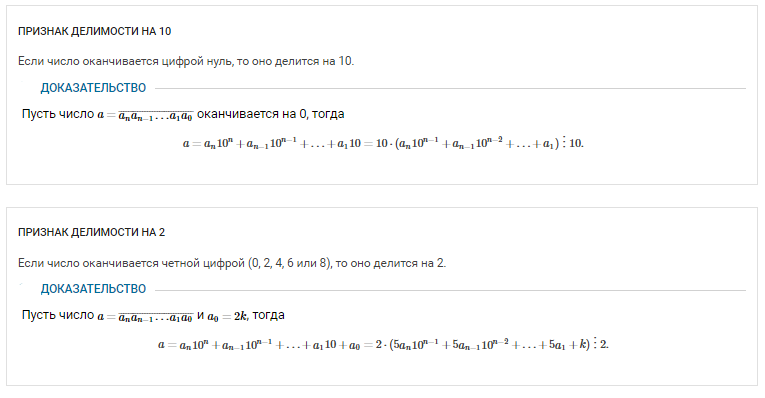 ПРИЗНАК ДЕЛИМОСТИ НА 10
Если число оканчивается цифрой нуль, то оно делится на 10.
ДОКАЗАТЕЛЬСТВО
Пусть число $a = \overline{a_n a_{n-1} \ldots a_1 a_0}$ оканчивается на 0, тогда
$a = a_n 10^n + a_{n-1} 10^{n-1} + \ldots + a_1 10 = 10 \cdot (a_n 10^{n-1} + a_{n-1} 10^{n-2} + \ldots + a_1) \vdots 10.$
ПРИЗНАК ДЕЛИМОСТИ НА 2
Если число оканчивается четной цифрой (0, 2, 4, 6 или 8), то оно делится на 2.
ДОКАЗАТЕЛЬСТВО
Пусть число $a = \overline{a_n a_{n-1} \ldots a_1 a_0}$ и $a_0 = 2k$, тогда
$a = a_n 10^n + a_{n-1} 10^{n-1} + \ldots + a_1 10 + a_0 = 2 \cdot (5a_n 10^{n-1} + 5a_{n-1} 10^{n-2} + \ldots + 5a_1 + k) \vdots 2.$